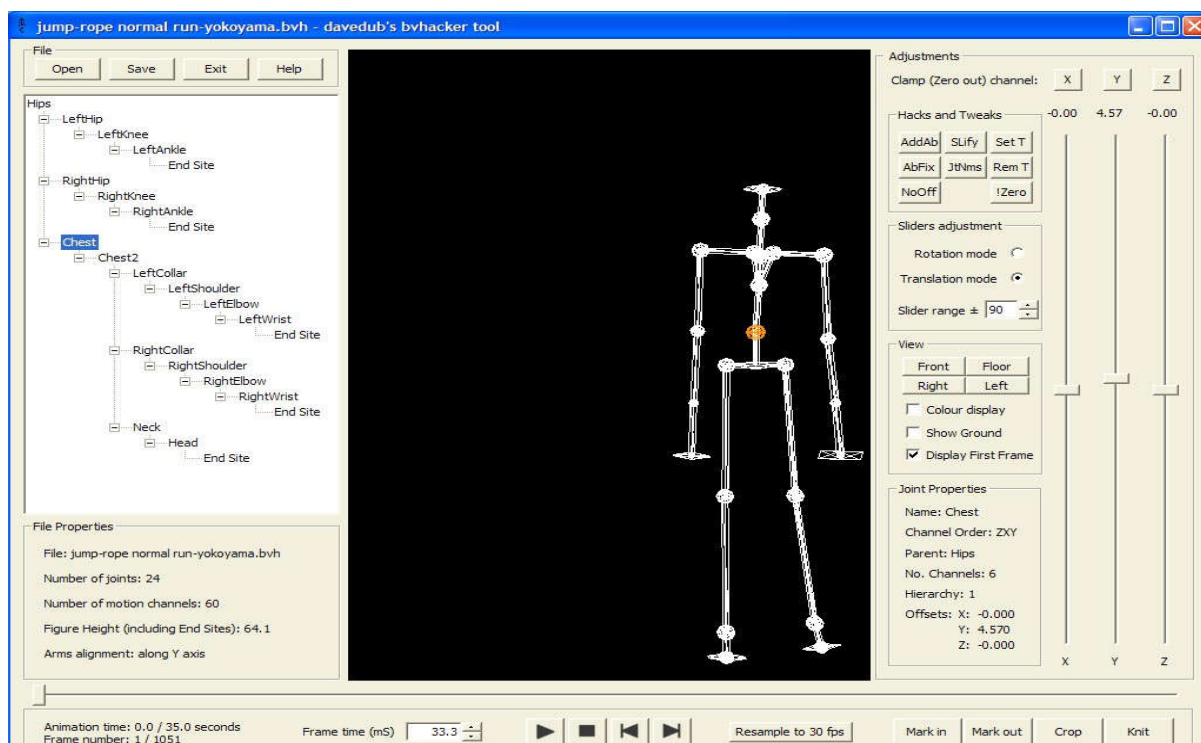 jump-rope normal run-yokoyama.bvh - davedub's bvhacker tool
File
Open Save Exit Help
Hips
LeftHip
LeftKnee
LeftAnkle
End Site
RightHip
RightKnee
RightAnkle
End Site
Chest
Chest2
LeftCollar
LeftShoulder
LeftElbow
LeftWrist
End Site
RightCollar
RightShoulder
RightElbow
RightWrist
End Site
Neck
Head
End Site
File Properties
File: jump-rope normal run-yokoyama.bvh
Number of joints: 24
Number of motion channels: 60
Figure Height (including End Sites): 64.1
Arms alignment: along Y axis
Adjustments
Clamp (Zero out) channel: X Y Z
-0.00 4.57 -0.00
Hacks and Tweaks
AddAb SLify Set T
AbFix JtNms Rem T
NoOff !Zero
Sliders adjustment
Rotation mode
Translation mode
Slider range ± 90
View
Front Floor
Right Left
Colour display
Show Ground
Display First Frame
Joint Properties
Name: Chest
Channel Order: ZXY
Parent: Hips
No. Channels: 6
Hierarchy: 1
Offsets: X: -0.000
Y: 4.570
Z: -0.000
X Y Z
Animation time: 0.0 / 35.0 seconds
Frame number: 1 / 1051
Frame time (mS) 33.3
Resample to 30 fps
Mark in Mark out Crop Knit